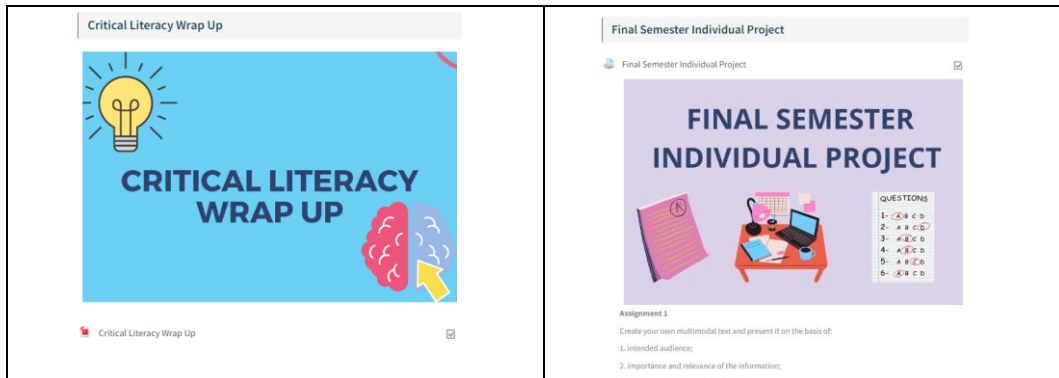 Critical Literacy Wrap Up
CRITICAL LITERACY
WRAP UP
Critical Literacy Wrap Up
Final Semester Individual Project
Final Semester Individual Project
FINAL SEMESTER
INDIVIDUAL PROJECT
QUESTIONS
1- A B C D
2- A B C D
3- A B C D
4- A B C D
5- A B C D
6- A B C D
Assignment 1
Create your own multimodal text and present it on the basis of:
1. intended audience;
2. importance and relevance of the information;